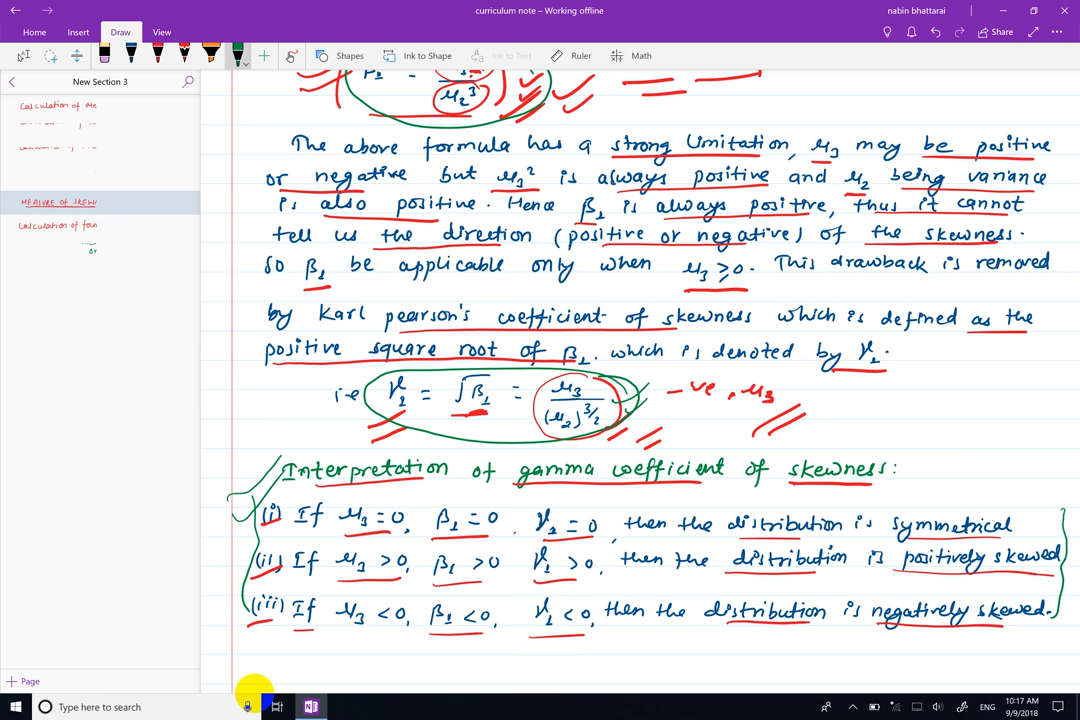 curriculum note – Working offline
nabin bhattarai
Home Insert Draw View
Share
Shapes Ink to Shape Ink to Text Ruler Math
New Section 3
Calculation of Me
MEASURE OF SKEW
Calculation of fan
μ₂³
The above formula has a strong limitation, μ₃ may be positive
or negative but μ₃² is always positive and μ₂ being variance
is also positive. Hence β₁ is always positive, thus it cannot
tell us the direction (positive or negative) of the skewness.
So β₁ be applicable only when μ₃ ≥ 0. This drawback is removed
by Karl pearson's coefficient of skewness which is defined as the
positive square root of β₁. which is denoted by γ₁.
i.e γ₁ = √β₁ = μ₃ / (μ₂)^3/2 -ve, μ₃
Interpretation of gamma coefficient of skewness:
(i) If μ₃ = 0, β₁ = 0, γ₁ = 0, then the distribution is symmetrical
(ii) If μ₃ > 0, β₁ > 0 γ₁ > 0, then the distribution is positively skewed
(iii) If μ₃ < 0, β₁ < 0, γ₁ < 0, then the distribution is negatively skewed.
+ Page
Type here to search
ENG
10:17 AM
9/9/2018